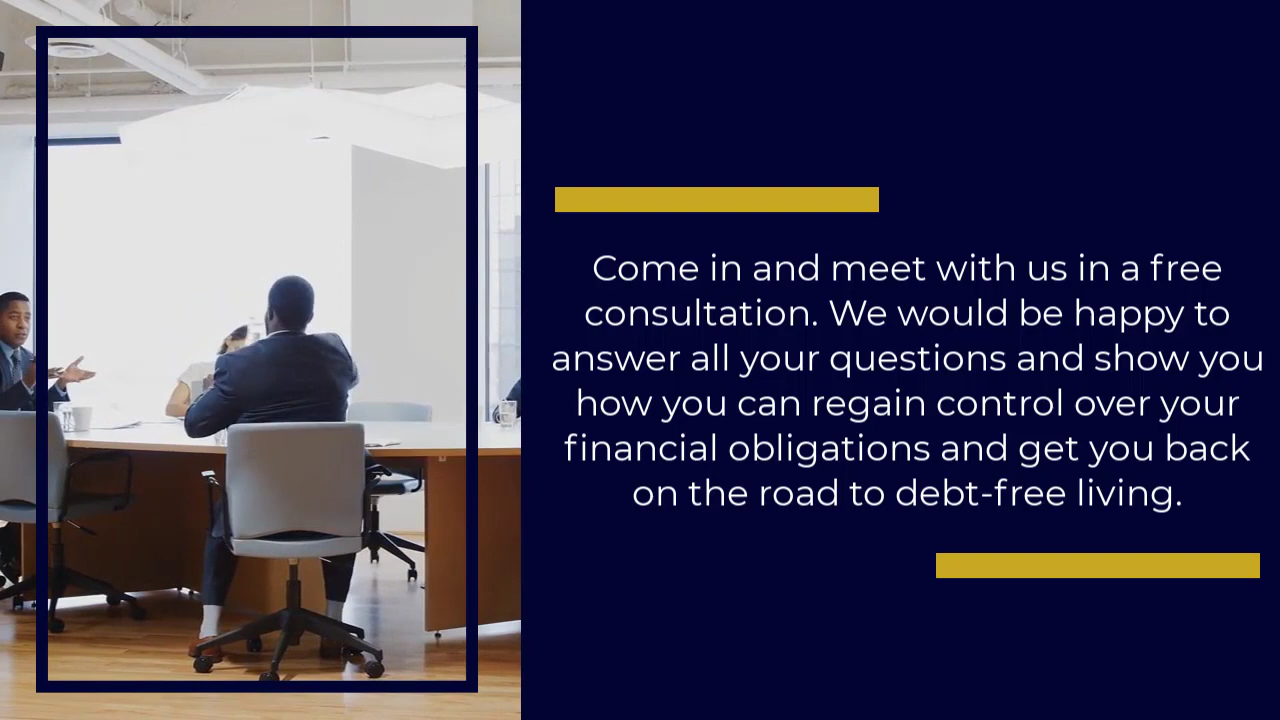 Come in and meet with us in a free
consultation. We would be happy to
answer all your questions and show you
how you can regain control over your
financial obligations and get you back
on the road to debt-free living.